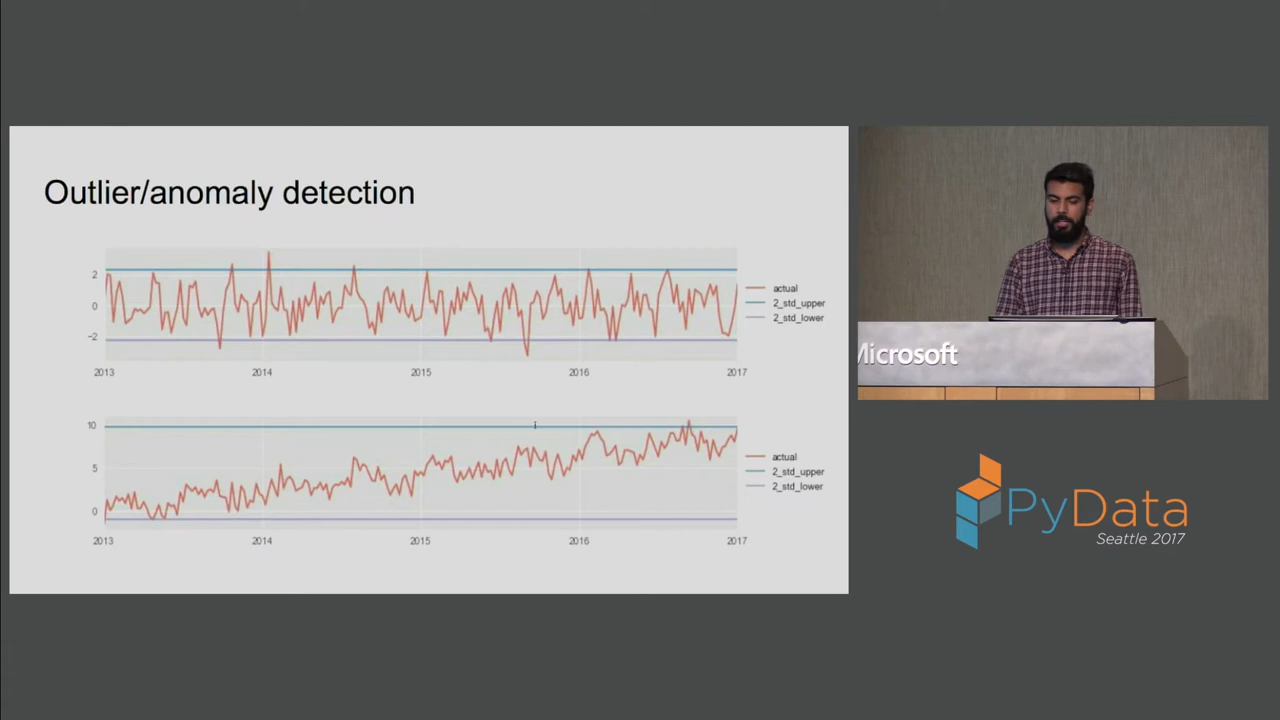 Outlier/anomaly detection
2
0
−2
2013 2014 2015 2016 2017
actual
2_std_upper
2_std_lower
10
5
0
2013 2014 2015 2016 2017
actual
2_std_upper
2_std_lower
Microsoft
PyData
Seattle 2017